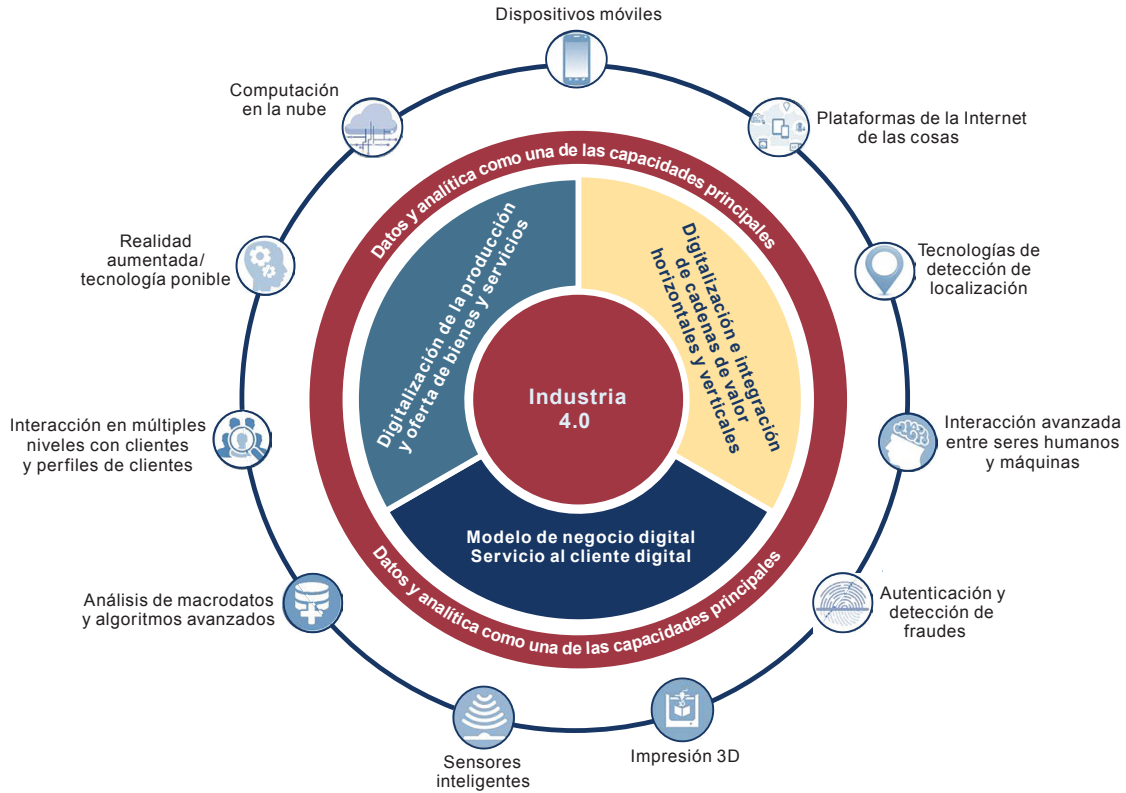 Dispositivos móviles
Computación
en la nube
Plataformas de la Internet
de las cosas
Datos y analítica como una de las capacidades principales
Realidad
aumentada/
tecnología ponible
Digitalización de la producción
y oferta de bienes y servicios
Digitalización e integración
de cadenas de valor
horizontales y verticales
Tecnologías de
detección de
localización
Industria
4.0
Interacción en múltiples
niveles con clientes
y perfiles de clientes
Interacción avanzada
entre seres humanos
y máquinas
Modelo de negocio digital
Servicio al cliente digital
Datos y analítica como una de las capacidades principales
Análisis de macrodatos
y algoritmos avanzados
Autenticación y
detección de
fraudes
Sensores
inteligentes
Impresión 3D